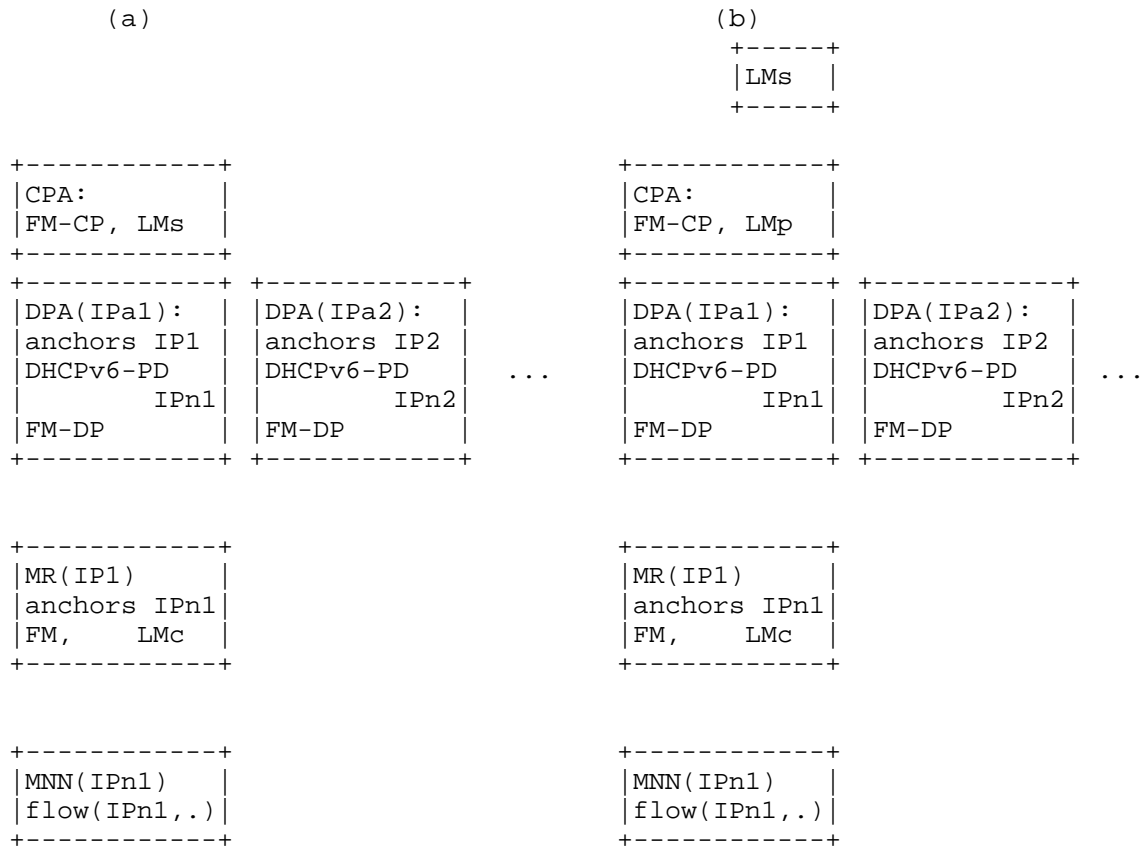 (a)                                        (b)
                                            +-----+
                                            |LMs  |
                                            +-----+

+------------+                            +------------+
|CPA:        |                            |CPA:        |
|FM-CP, LMs  |                            |FM-CP, LMp  |
+------------+                            +------------+
+------------+ +------------+             +------------+ +------------+
|DPA(IPa1):  | |DPA(IPa2):  |             |DPA(IPa1):  | |DPA(IPa2):  |
|anchors IP1 | |anchors IP2 |             |anchors IP1 | |anchors IP2 |
|DHCPv6-PD   | |DHCPv6-PD   |  ...        |DHCPv6-PD   | |DHCPv6-PD   | ...
|        IPn1| |        IPn2|             |        IPn1| |        IPn2|
|FM-DP       | |FM-DP       |             |FM-DP       | |FM-DP       |
+------------+ +------------+             +------------+ +------------+

+------------+                            +------------+
|MR(IP1)     |                            |MR(IP1)     |
|anchors IPn1|                            |anchors IPn1|
|FM,    LMc  |                            |FM,    LMc  |
+------------+                            +------------+

+------------+                            +------------+
|MNN(IPn1)   |                            |MNN(IPn1)   |
|flow(IPn1,.)|                            |flow(IPn1,.)|
+------------+                            +------------+